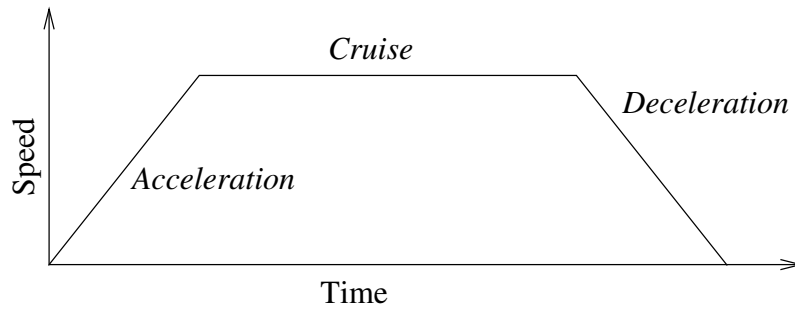 Cruise
Deceleration
Speed
Acceleration
Time